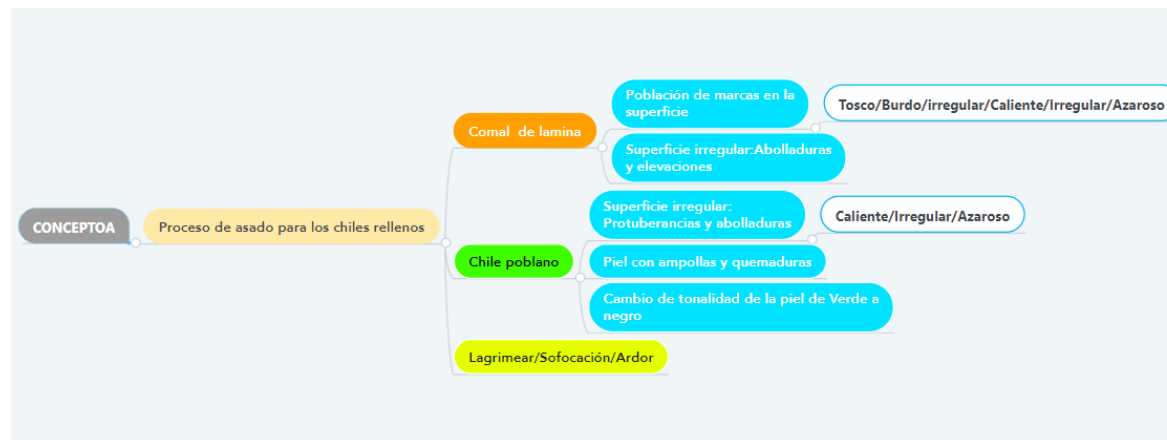 CONCEPTOA
Proceso de asado para los chiles rellenos
Comal de lamina
Población de marcas en la
superficie
Tosco/Burdo/irregular/Caliente/Irregular/Azaroso
Superficie irregular:Abolladuras
y elevaciones
Chile poblano
Superficie irregular:
Protuberancias y abolladuras
Caliente/Irregular/Azaroso
Piel con ampollas y quemaduras
Cambio de tonalidad de la piel de Verde a
negro
Lagrimear/Sofocación/Ardor